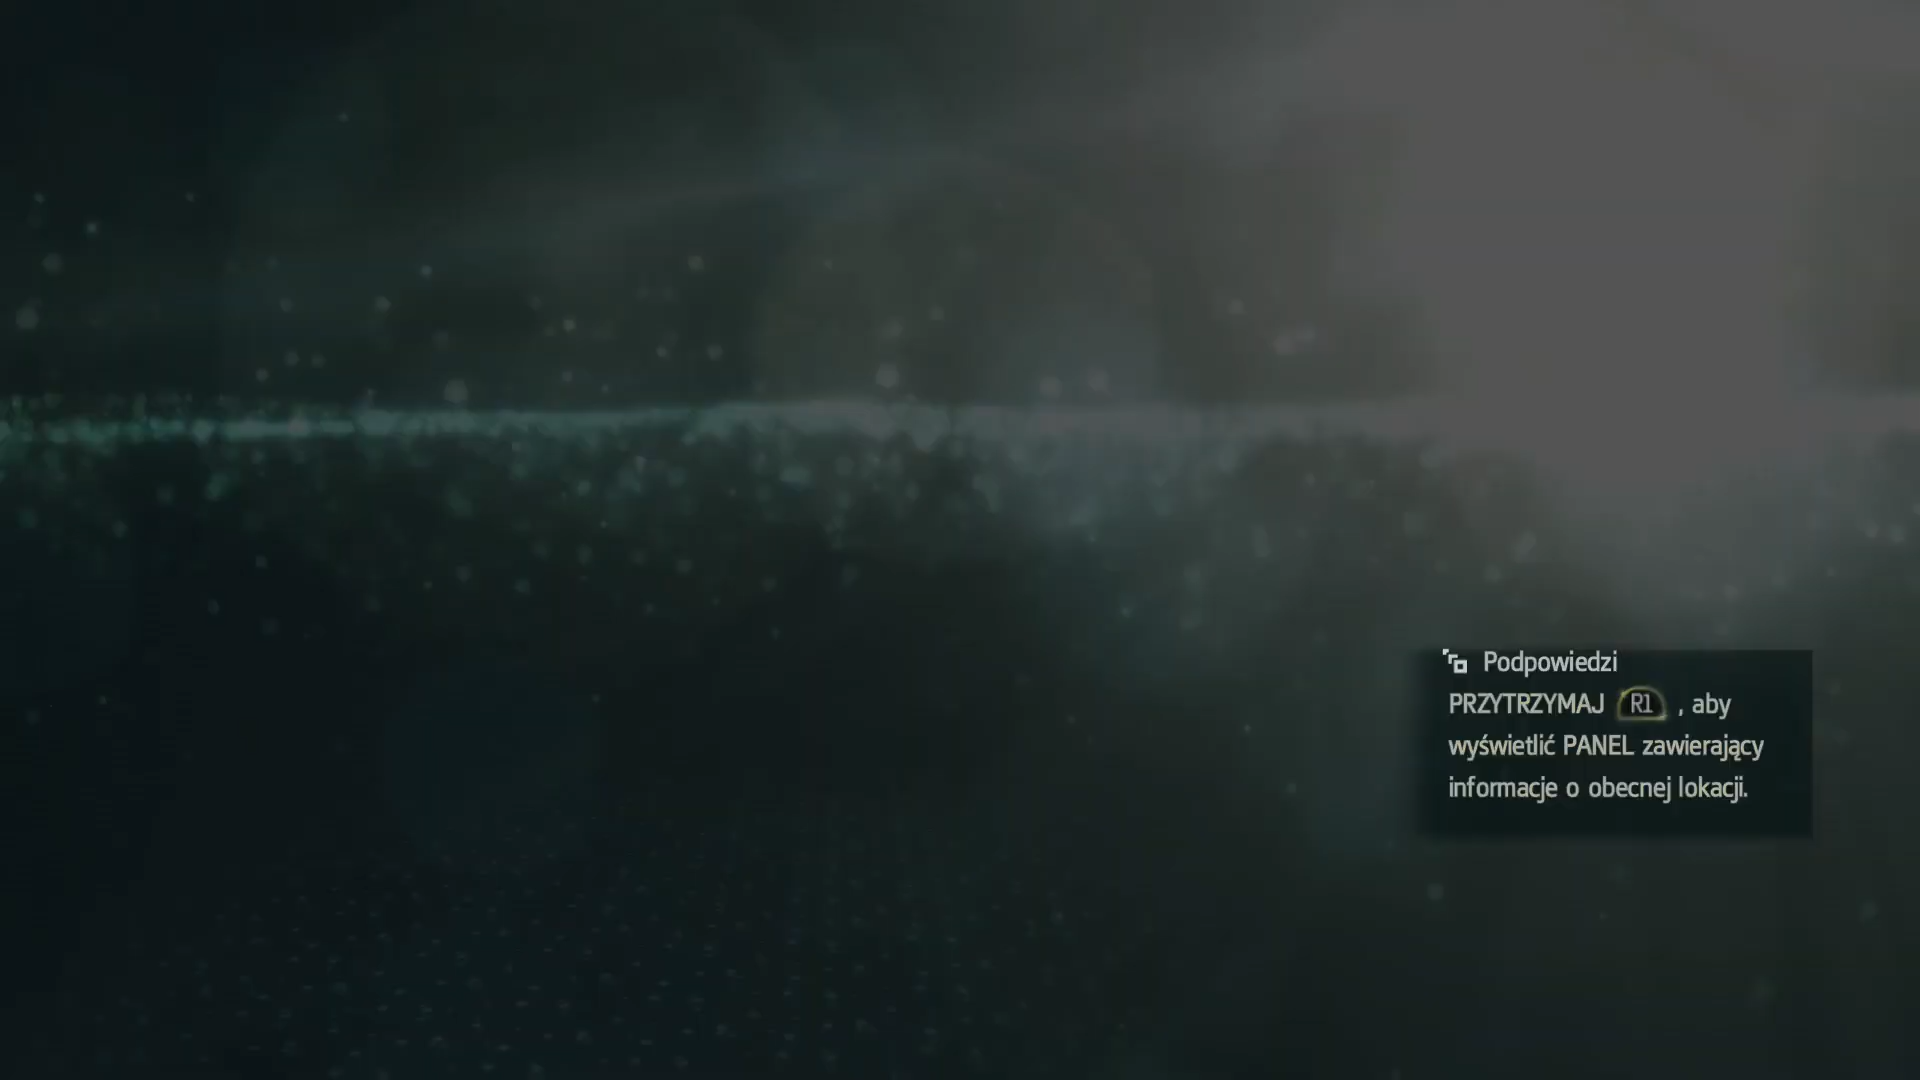 Podpowiedzi
PRZYTRZYMAJ R1 , aby
wyświetlić PANEL zawierający
informacje o obecnej lokacji.